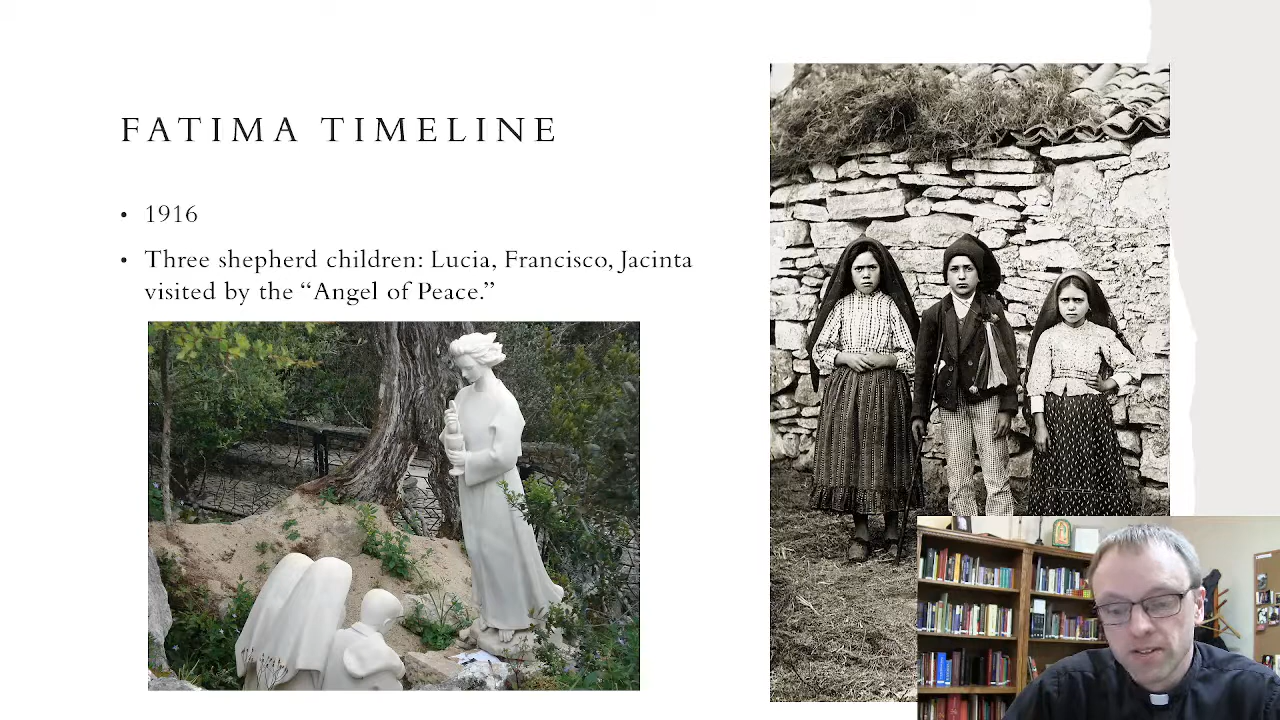 FATIMA TIMELINE
• 1916
• Three shepherd children: Lucia, Francisco, Jacinta
visited by the “Angel of Peace.”